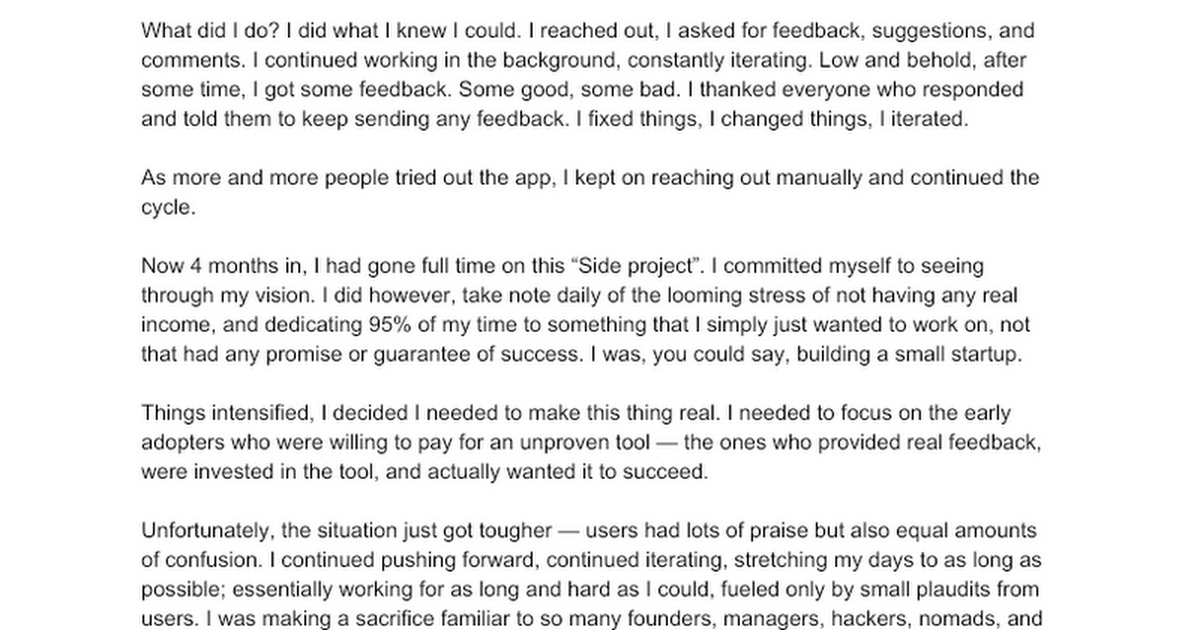 What did I do? I did what I knew I could. I reached out, I asked for feedback, suggestions, and
comments. I continued working in the background, constantly iterating. Low and behold, after
some time, I got some feedback. Some good, some bad. I thanked everyone who responded
and told them to keep sending any feedback. I fixed things, I changed things, I iterated.
As more and more people tried out the app, I kept on reaching out manually and continued the
cycle.
Now 4 months in, I had gone full time on this “Side project”. I committed myself to seeing
through my vision. I did however, take note daily of the looming stress of not having any real
income, and dedicating 95% of my time to something that I simply just wanted to work on, not
that had any promise or guarantee of success. I was, you could say, building a small startup.
Things intensified, I decided I needed to make this thing real. I needed to focus on the early
adopters who were willing to pay for an unproven tool — the ones who provided real feedback,
were invested in the tool, and actually wanted it to succeed.
Unfortunately, the situation just got tougher — users had lots of praise but also equal amounts
of confusion. I continued pushing forward, continued iterating, stretching my days to as long as
possible; essentially working for as long and hard as I could, fueled only by small plaudits from
users. I was making a sacrifice familiar to so many founders, managers, hackers, nomads, and